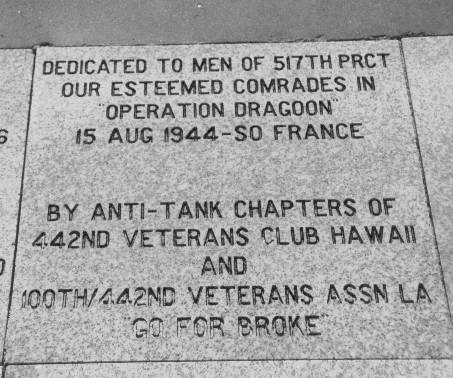 DEDICATED TO MEN OF 517TH PRCT
OUR ESTEEMED COMRADES IN
"OPERATION DRAGOON"
15 AUG 1944-SO FRANCE
BY ANTI-TANK CHAPTERS OF
442ND VETERANS CLUB HAWAII
AND
100TH/442ND VETERANS ASSN LA
"GO FOR BROKE"